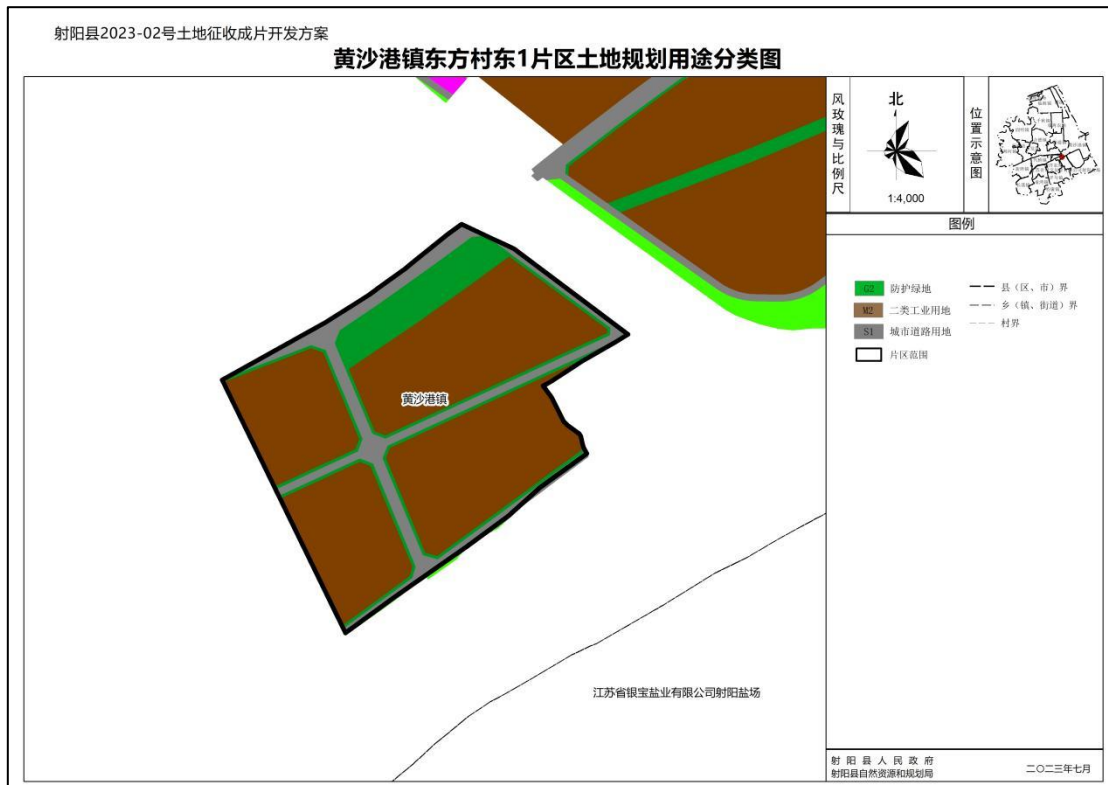 射阳县2023-02号土地征收成片开发方案
黄沙港镇东方村东1片区土地规划用途分类图
风玫瑰与比例尺
北
1:4,000
位置示意图
图例
G2 防护绿地
M2 二类工业用地
S1 城市道路用地
片区范围
县（区、市）界
乡（镇、街道）界
村界
黄沙港镇
江苏省银宝盐业有限公司射阳盐场
射阳县人民政府
射阳县自然资源和规划局
二〇二三年七月